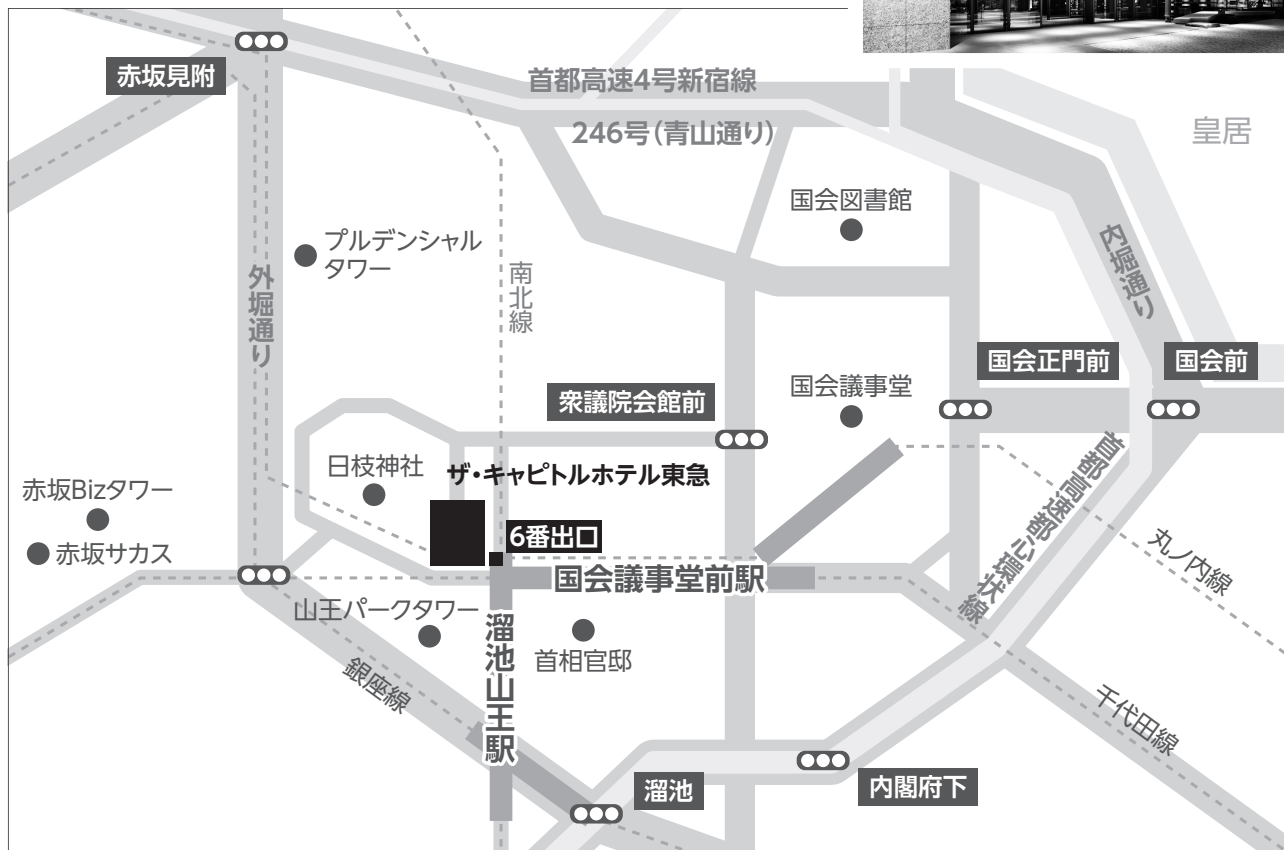 赤坂見附
首都高速4号新宿線
246号(青山通り)
皇居
国会図書館
プルデンシャル
タワー
外堀通り
南北線
内堀通り
国会正門前
国会前
衆議院会館前
国会議事堂
日枝神社
ザ・キャピトルホテル東急
赤坂Bizタワー
赤坂サカス
6番出口
国会議事堂前駅
首都高速都心環状線
丸ノ内線
山王パークタワー
溜池山王駅
首相官邸
銀座線
千代田線
溜池
内閣府下